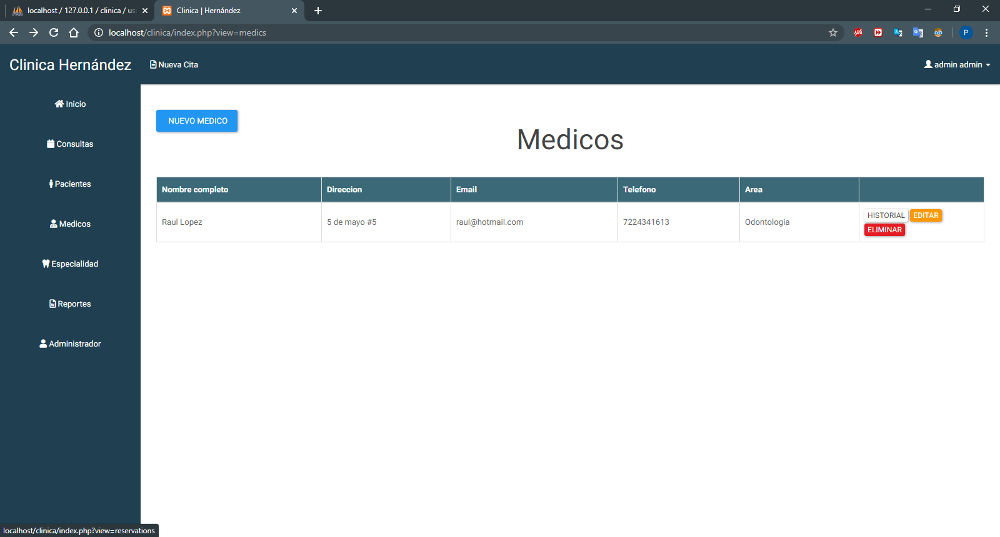 localhost / 127.0.0.1 / clinica / us
Clinica | Hernández
localhost/clinica/index.php?view=medics
P
Clinica Hernández
Nueva Cita
admin admin
Inicio
Consultas
Pacientes
Medicos
Especialidad
Reportes
Administrador
NUEVO MEDICO
Medicos
Nombre completo Direccion Email Telefono Area
Raul Lopez 5 de mayo #5 raul@hotmail.com 7224341613 Odontologia HISTORIAL EDITAR
ELIMINAR
localhost/clinica/index.php?view=reservations